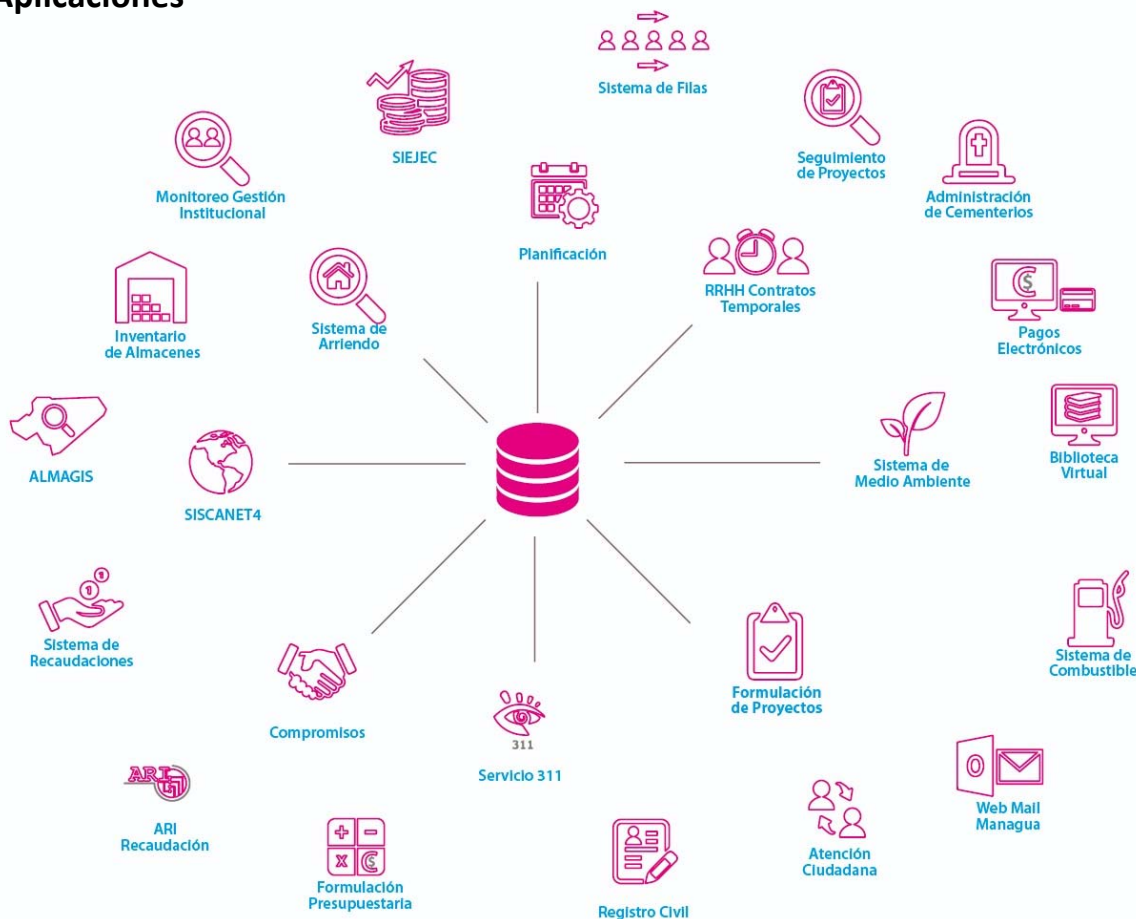 Aplicaciones
Sistema de Filas
SIEJEC
Seguimiento
de Proyectos
Monitoreo Gestión
Institucional
Administración
de Cementerios
Planificación
RRHH Contratos
Temporales
Inventario
de Almacenes
Sistema de
Arriendo
Pagos
Electrónicos
ALMAGIS
SISCANET4
Sistema de
Medio Ambiente
Biblioteca
Virtual
Sistema de
Recaudaciones
Compromisos
311
Servicio 311
Formulación
de Proyectos
Sistema de
Combustible
ARI
ARI
Recaudación
Formulación
Presupuestaria
Registro Civil
Atención
Ciudadana
Web Mail
Managua